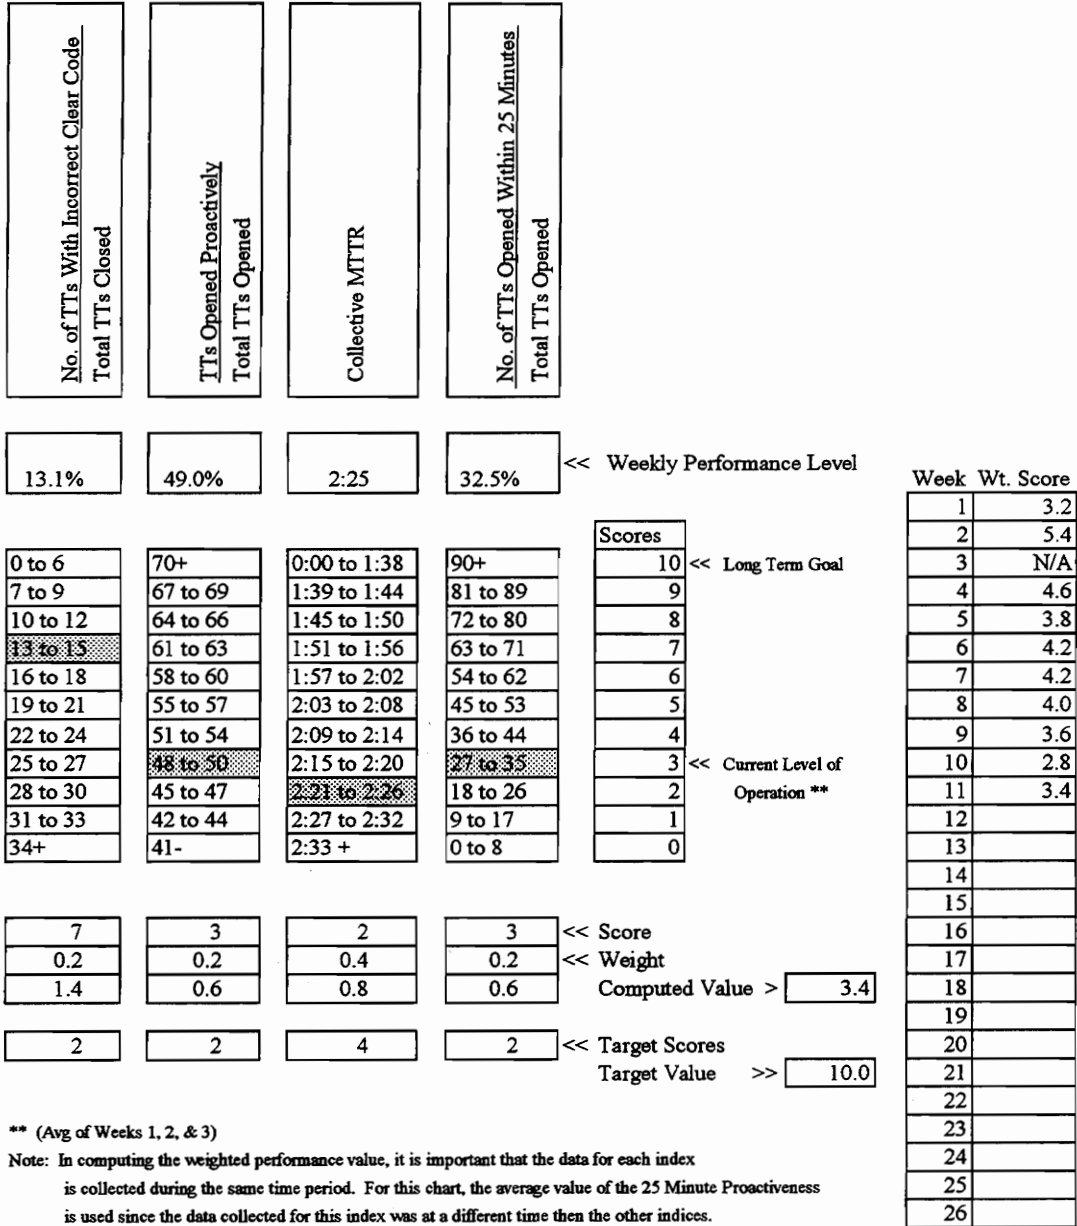 No. of TTs With Incorrect Clear Code
Total TTs Closed
TTs Opened Proactively
Total TTs Opened
Collective MTTR
No. of TTs Opened Within 25 Minutes
Total TTs Opened
13.1% 49.0% 2:25 32.5% << Weekly Performance Level
Scores
0 to 6 70+ 0:00 to 1:38 90+ 10 << Long Term Goal
7 to 9 67 to 69 1:39 to 1:44 81 to 89 9
10 to 12 64 to 66 1:45 to 1:50 72 to 80 8
13 to 15 61 to 63 1:51 to 1:56 63 to 71 7
16 to 18 58 to 60 1:57 to 2:02 54 to 62 6
19 to 21 55 to 57 2:03 to 2:08 45 to 53 5
22 to 24 51 to 54 2:09 to 2:14 36 to 44 4
25 to 27 48 to 50 2:15 to 2:20 27 to 35 3 << Current Level of
28 to 30 45 to 47 2:21 to 2:26 18 to 26 2 Operation **
31 to 33 42 to 44 2:27 to 2:32 9 to 17 1
34+ 41- 2:33 + 0 to 8 0
7 3 2 3 << Score
0.2 0.2 0.4 0.2 << Weight
1.4 0.6 0.8 0.6 Computed Value > 3.4
2 2 4 2 << Target Scores
Target Value >> 10.0
** (Avg of Weeks 1, 2, & 3)
Note: In computing the weighted performance value, it is important that the data for each index
is collected during the same time period. For this chart, the average value of the 25 Minute Proactiveness
is used since the data collected for this index was at a different time then the other indices.
Week Wt. Score
1 3.2
2 5.4
3 N/A
4 4.6
5 3.8
6 4.2
7 4.2
8 4.0
9 3.6
10 2.8
11 3.4
12
13
14
15
16
17
18
19
20
21
22
23
24
25
26